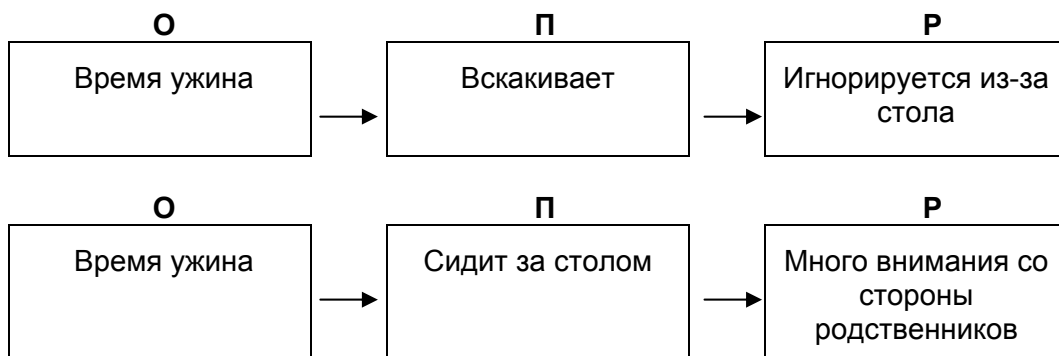 О П Р
Время ужина Вскакивает Игнорируется из-за
стола
О П Р
Время ужина Сидит за столом Много внимания со
стороны
родственников